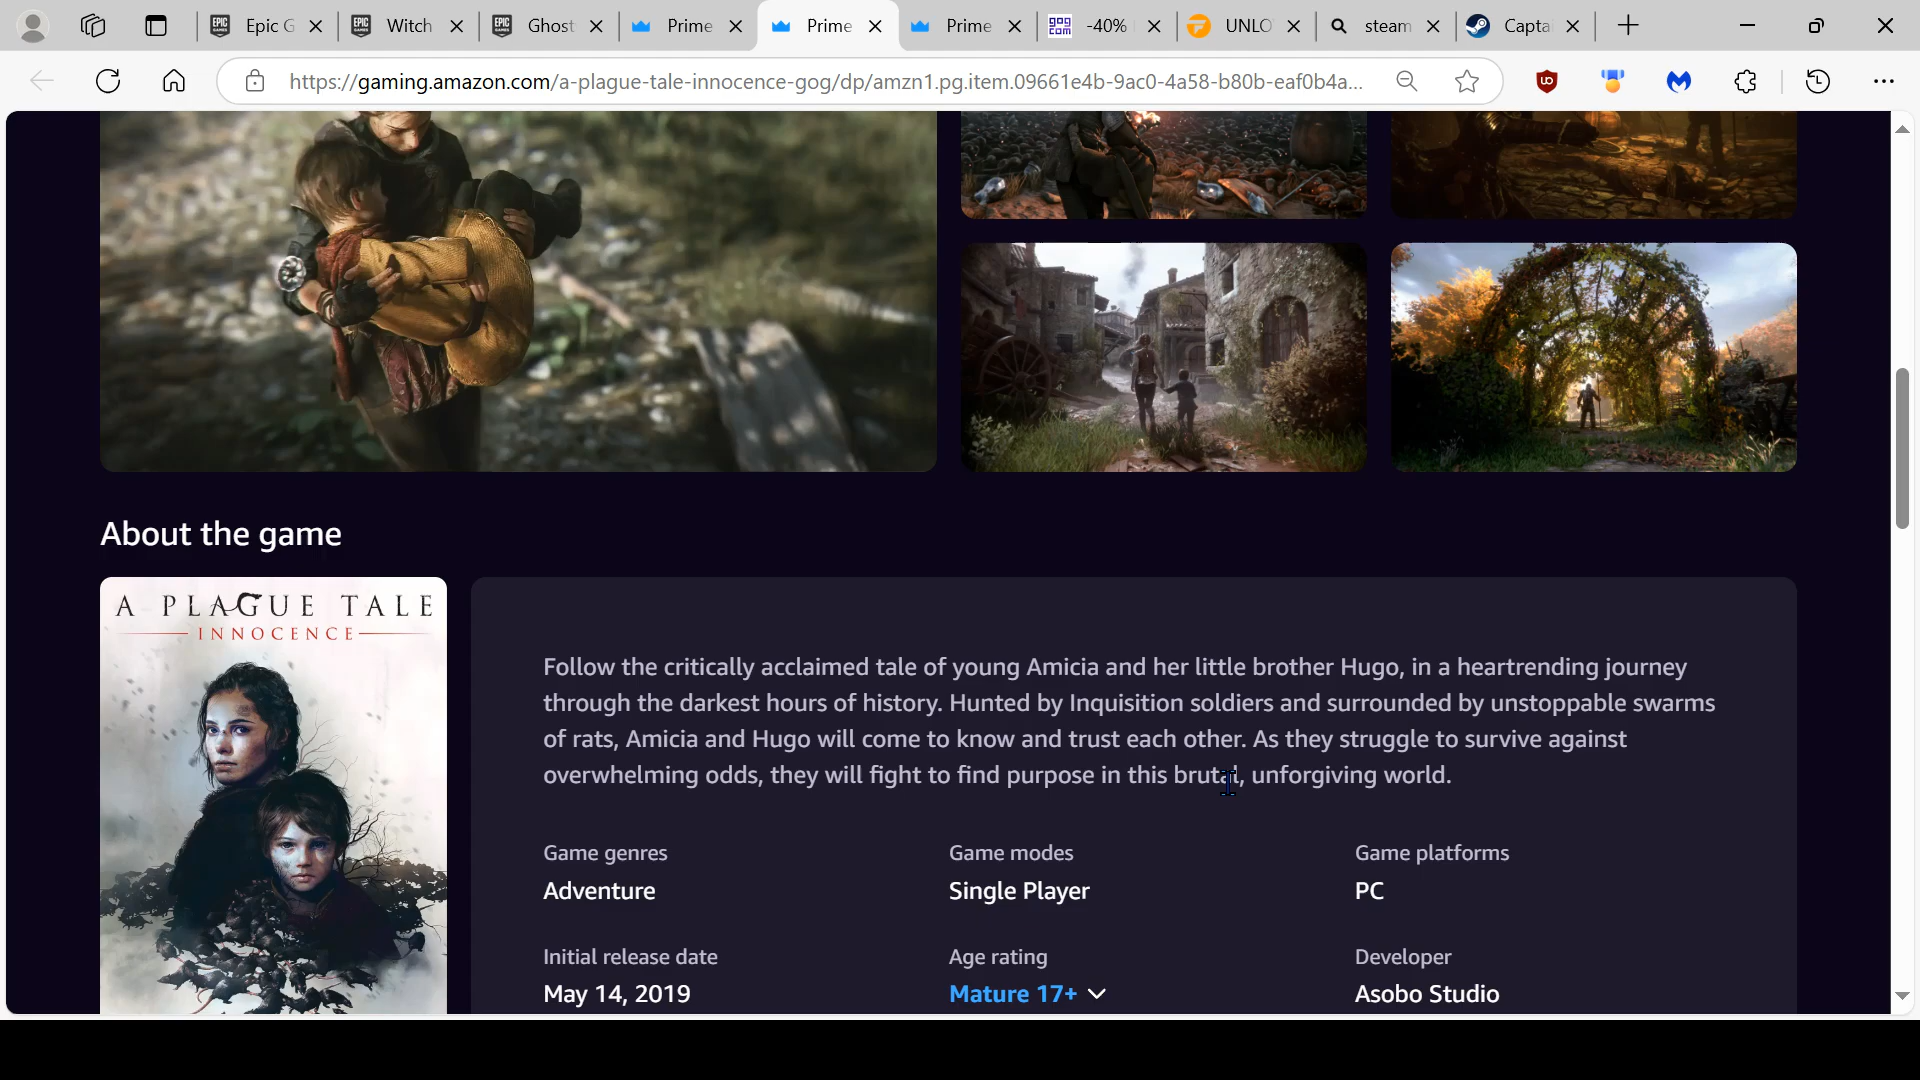 Epic G
Witch
Ghost
Prime
Prime
Prime
gog com -40%
UNLO
steam
Capta
https://gaming.amazon.com/a-plague-tale-innocence-gog/dp/amzn1.pg.item.09661e4b-9ac0-4a58-b80b-eaf0b4a...
About the game
A PLAGUE TALE
INNOCENCE
Follow the critically acclaimed tale of young Amicia and her little brother Hugo, in a heartrending journey
through the darkest hours of history. Hunted by Inquisition soldiers and surrounded by unstoppable swarms
of rats, Amicia and Hugo will come to know and trust each other. As they struggle to survive against
overwhelming odds, they will fight to find purpose in this brutal, unforgiving world.
Game genres
Adventure
Game modes
Single Player
Game platforms
PC
Initial release date
May 14, 2019
Age rating
Mature 17+
Developer
Asobo Studio